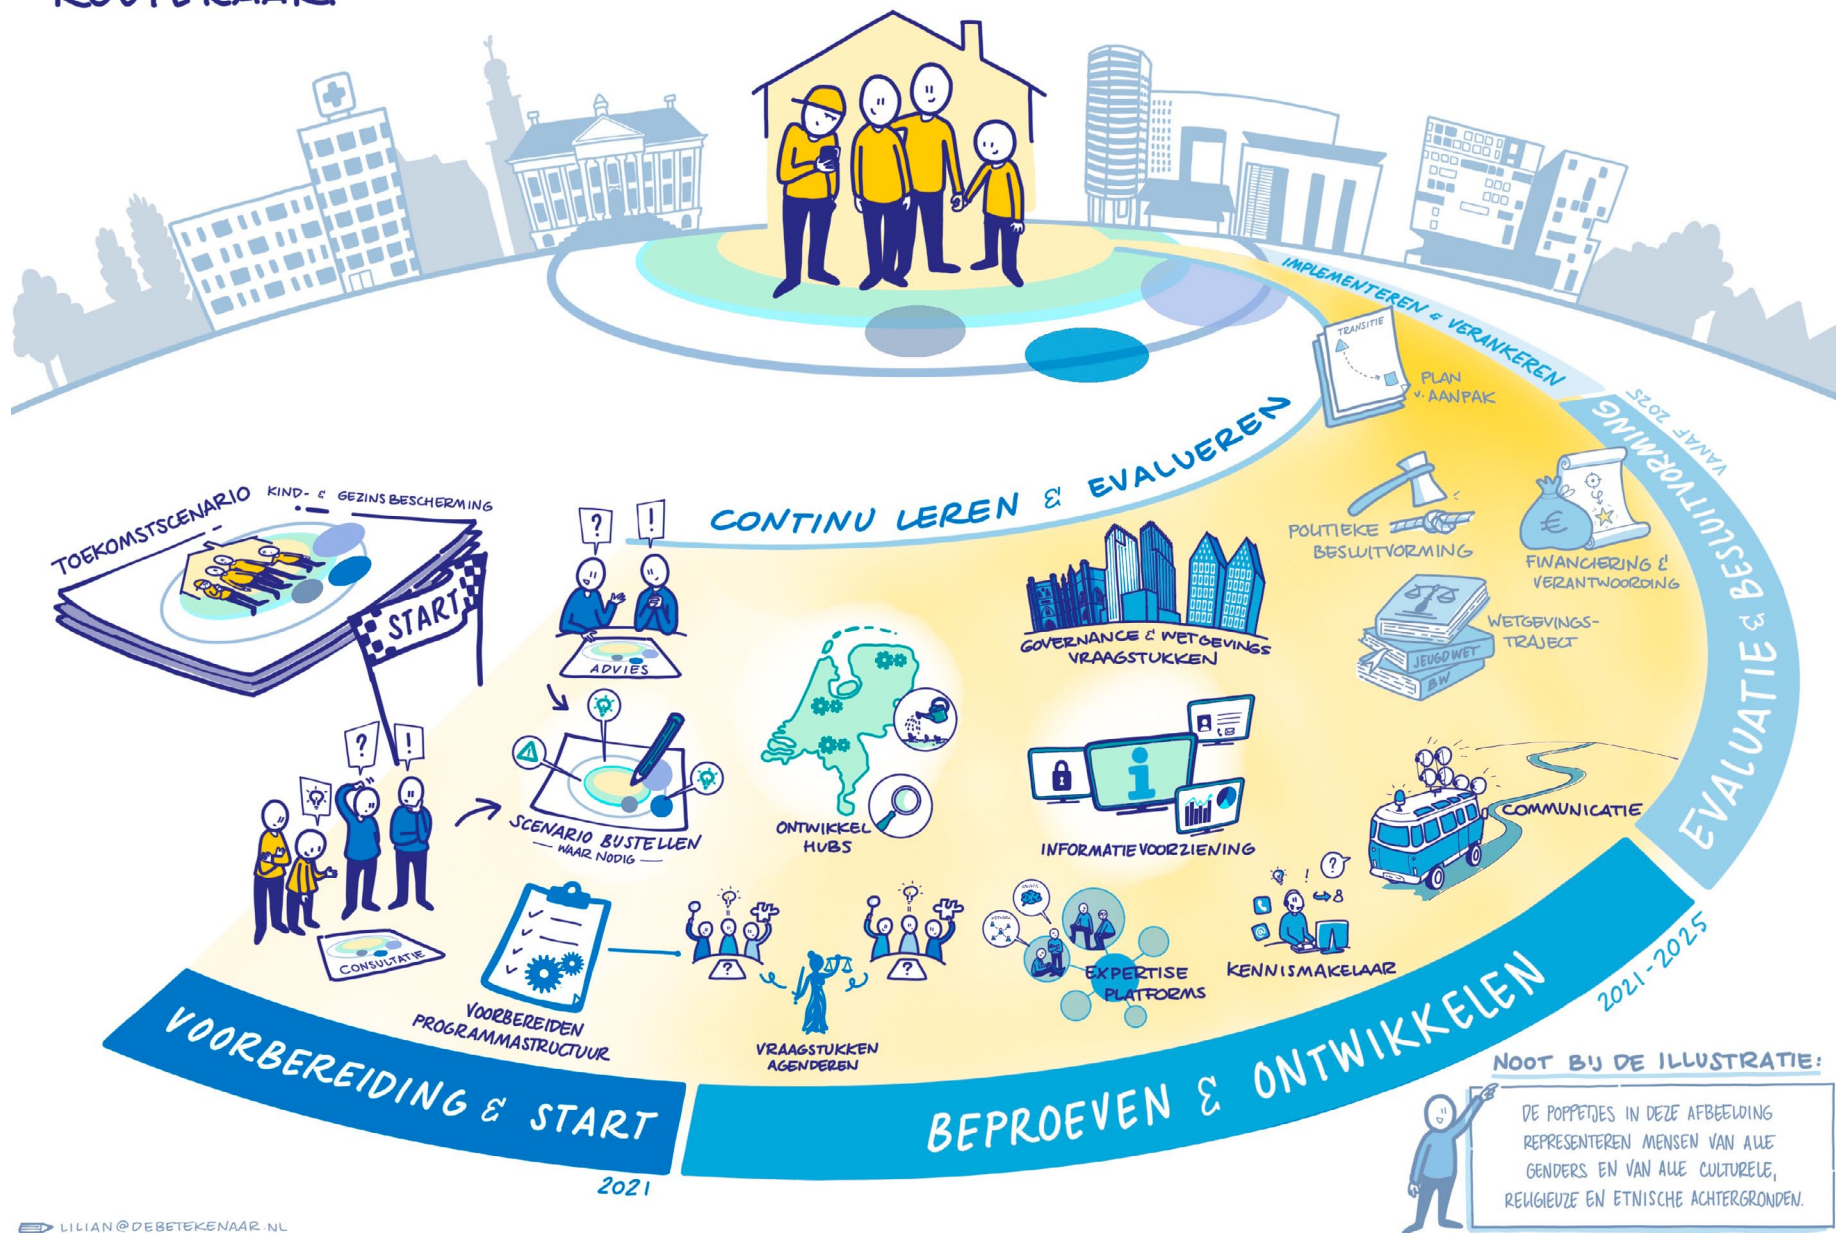 ROUTEKAART
TOEKOMSTSCENARIO KIND- & GEZINSBESCHERMING
START
?
!
ADVIES
SCENARIO BIJSTELLEN
WAAR NODIG
?
!
CONSULTATIE
VOORBEREIDEN
PROGRAMMASTRUCTUUR
VRAAGSTUKKEN
AGENDEREN
?
?
ONTWIKKEL
HUBS
CONTINU LEREN & EVALUEREN
GOVERNANCE & WETGEVINGS
VRAAGSTUKKEN
i
INFORMATIEVOORZIENING
EXPERTISE
PLATFORMS
! ?
@
KENNISMAKELAAR
COMMUNICATIE
TRANSITIE
PLAN
v. AANPAK
POLITIEKE
BESLUITVORMING
€
FINANCIERING &
VERANTWOORDING
WETGEVINGS-
TRAJECT
JEUGDWET
BW
VOORBEREIDING & START
2021
BEPROEVEN & ONTWIKKELEN
2021-2025
EVALUATIE & BESLUITVORMING
VANAF 2025
IMPLEMENTEREN & VERANKEREN
NOOT BIJ DE ILLUSTRATIE:
DE POPPETJES IN DEZE AFBEELDING
REPRESENTEREN MENSEN VAN ALLE
GENDERS EN VAN ALLE CULTURELE,
RELIGIEUZE EN ETNISCHE ACHTERGRONDEN.
LILIAN@DEBETEKENAAR.NL